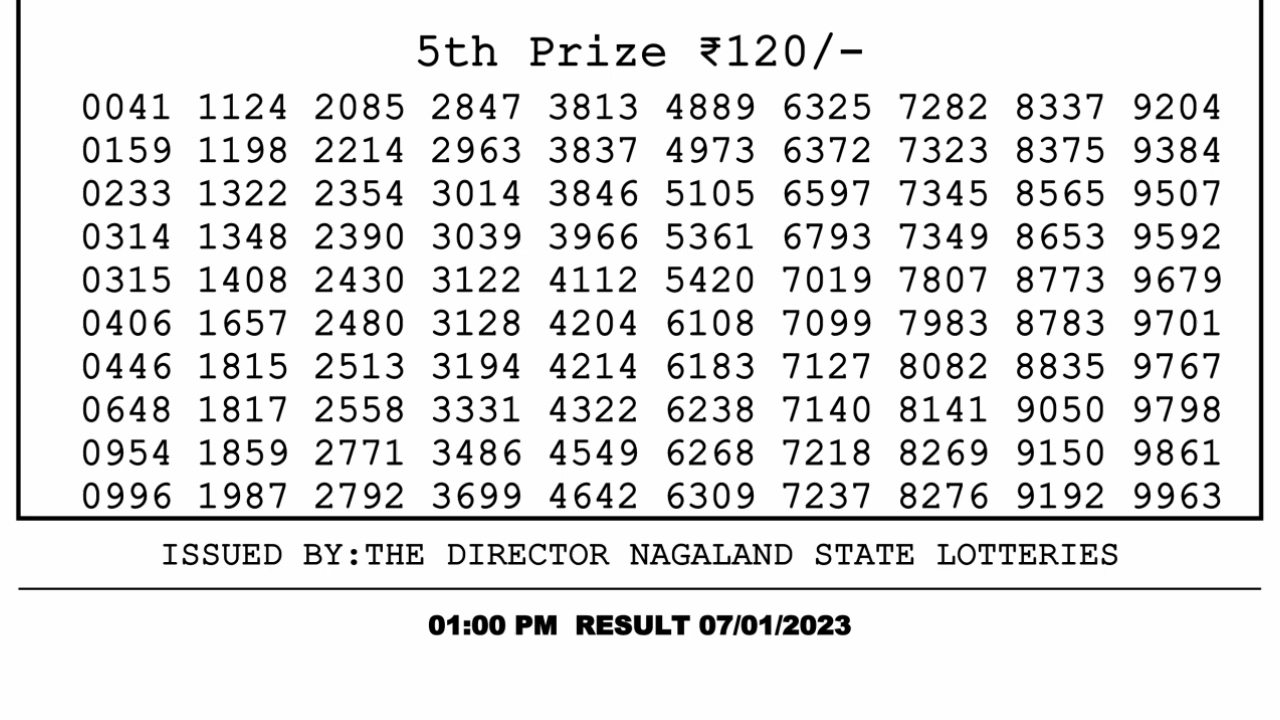 5th Prize ₹120/-
0041 1124 2085 2847 3813 4889 6325 7282 8337 9204
0159 1198 2214 2963 3837 4973 6372 7323 8375 9384
0233 1322 2354 3014 3846 5105 6597 7345 8565 9507
0314 1348 2390 3039 3966 5361 6793 7349 8653 9592
0315 1408 2430 3122 4112 5420 7019 7807 8773 9679
0406 1657 2480 3128 4204 6108 7099 7983 8783 9701
0446 1815 2513 3194 4214 6183 7127 8082 8835 9767
0648 1817 2558 3331 4322 6238 7140 8141 9050 9798
0954 1859 2771 3486 4549 6268 7218 8269 9150 9861
0996 1987 2792 3699 4642 6309 7237 8276 9192 9963
ISSUED BY:THE DIRECTOR NAGALAND STATE LOTTERIES
01:00 PM RESULT 07/01/2023